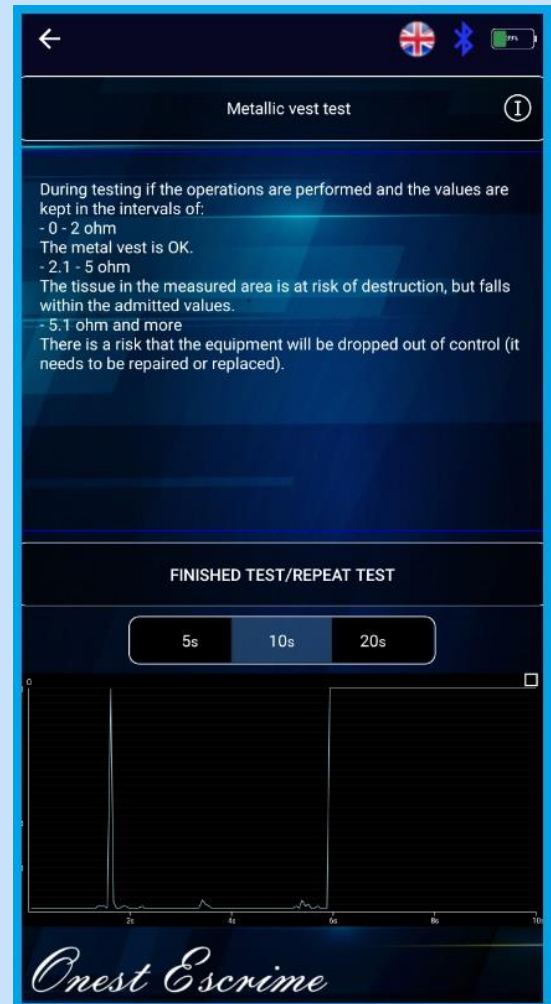 Metallic vest test
During testing if the operations are performed and the values are
kept in the intervals of:
- 0 - 2 ohm
The metal vest is OK.
- 2.1 - 5 ohm
The tissue in the measured area is at risk of destruction, but falls
within the admitted values.
- 5.1 ohm and more
There is a risk that the equipment will be dropped out of control (it
needs to be repaired or replaced).
FINISHED TEST/REPEAT TEST
5s 10s 20s
0
2s 4s 6s 8s 10s
Onest Escrime